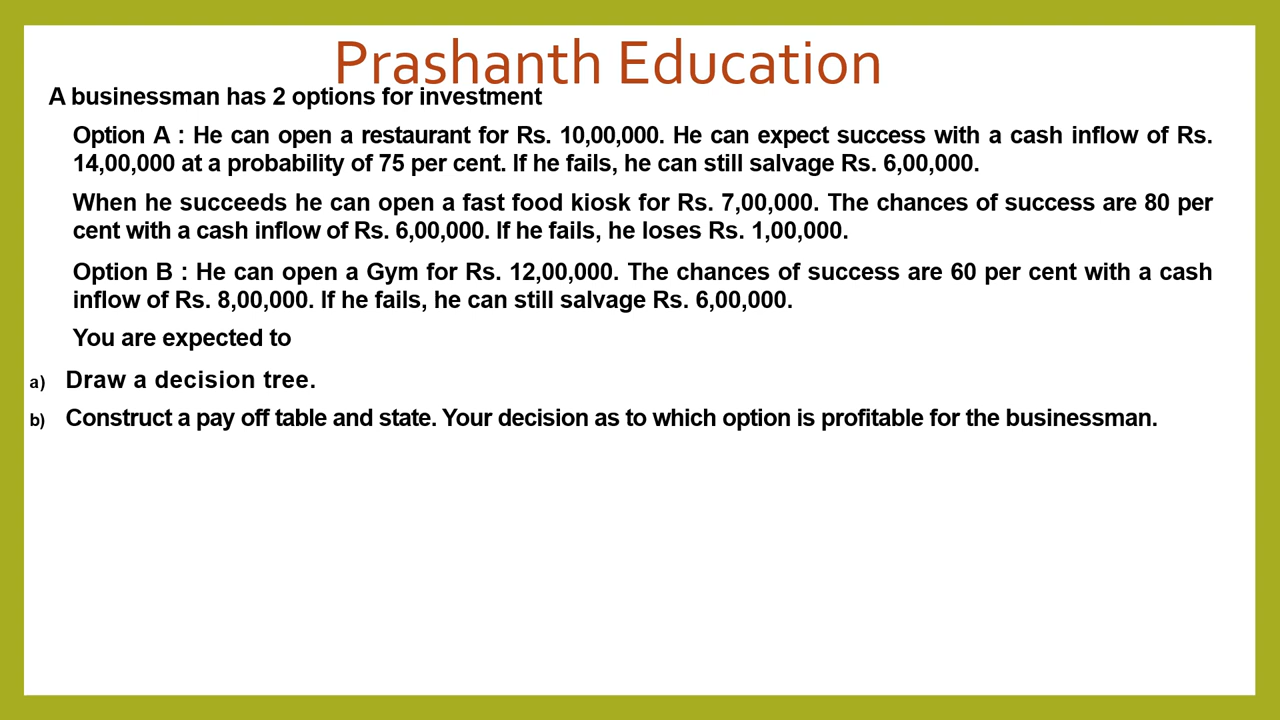 Prashanth Education
A businessman has 2 options for investment
Option A : He can open a restaurant for Rs. 10,00,000. He can expect success with a cash inflow of Rs.
14,00,000 at a probability of 75 per cent. If he fails, he can still salvage Rs. 6,00,000.
When he succeeds he can open a fast food kiosk for Rs. 7,00,000. The chances of success are 80 per
cent with a cash inflow of Rs. 6,00,000. If he fails, he loses Rs. 1,00,000.
Option B : He can open a Gym for Rs. 12,00,000. The chances of success are 60 per cent with a cash
inflow of Rs. 8,00,000. If he fails, he can still salvage Rs. 6,00,000.
You are expected to
a) Draw a decision tree.
b) Construct a pay off table and state. Your decision as to which option is profitable for the businessman.